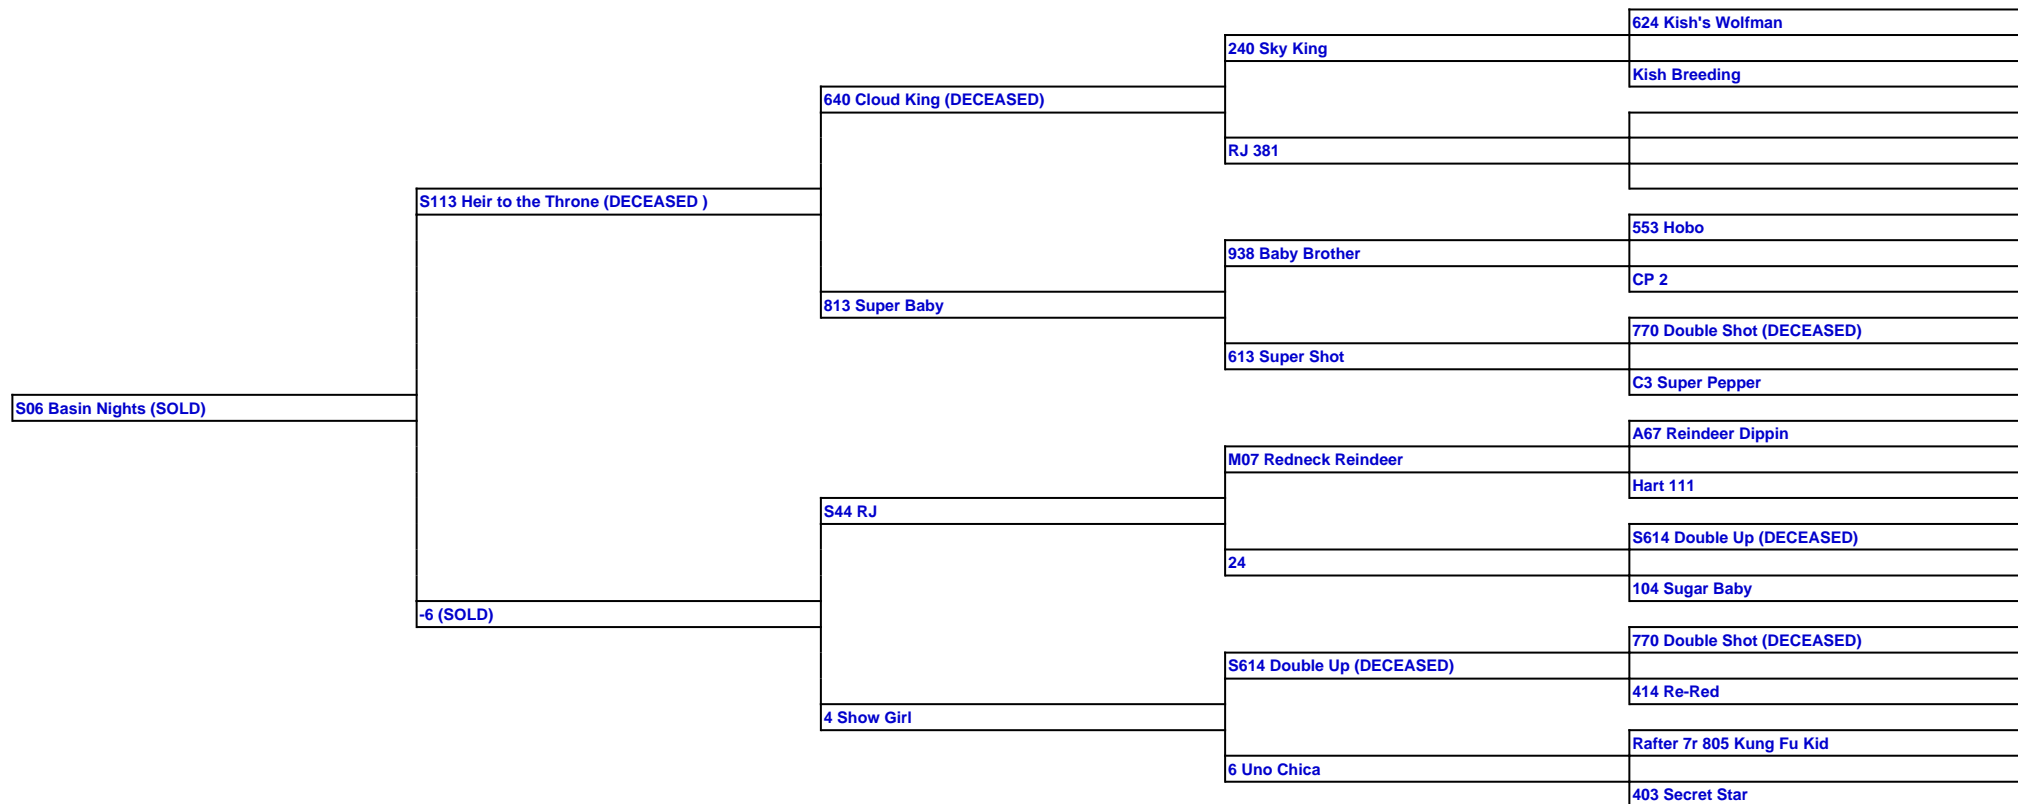 624 Kish's Wolfman
240 Sky King
Kish Breeding
640 Cloud King (DECEASED)
RJ 381
S113 Heir to the Throne (DECEASED )
553 Hobo
938 Baby Brother
CP 2
813 Super Baby
770 Double Shot (DECEASED)
613 Super Shot
C3 Super Pepper
S06 Basin Nights (SOLD)
A67 Reindeer Dippin
M07 Redneck Reindeer
Hart 111
S44 RJ
S614 Double Up (DECEASED)
24
104 Sugar Baby
-6 (SOLD)
770 Double Shot (DECEASED)
S614 Double Up (DECEASED)
414 Re-Red
4 Show Girl
Rafter 7r 805 Kung Fu Kid
6 Uno Chica
403 Secret Star